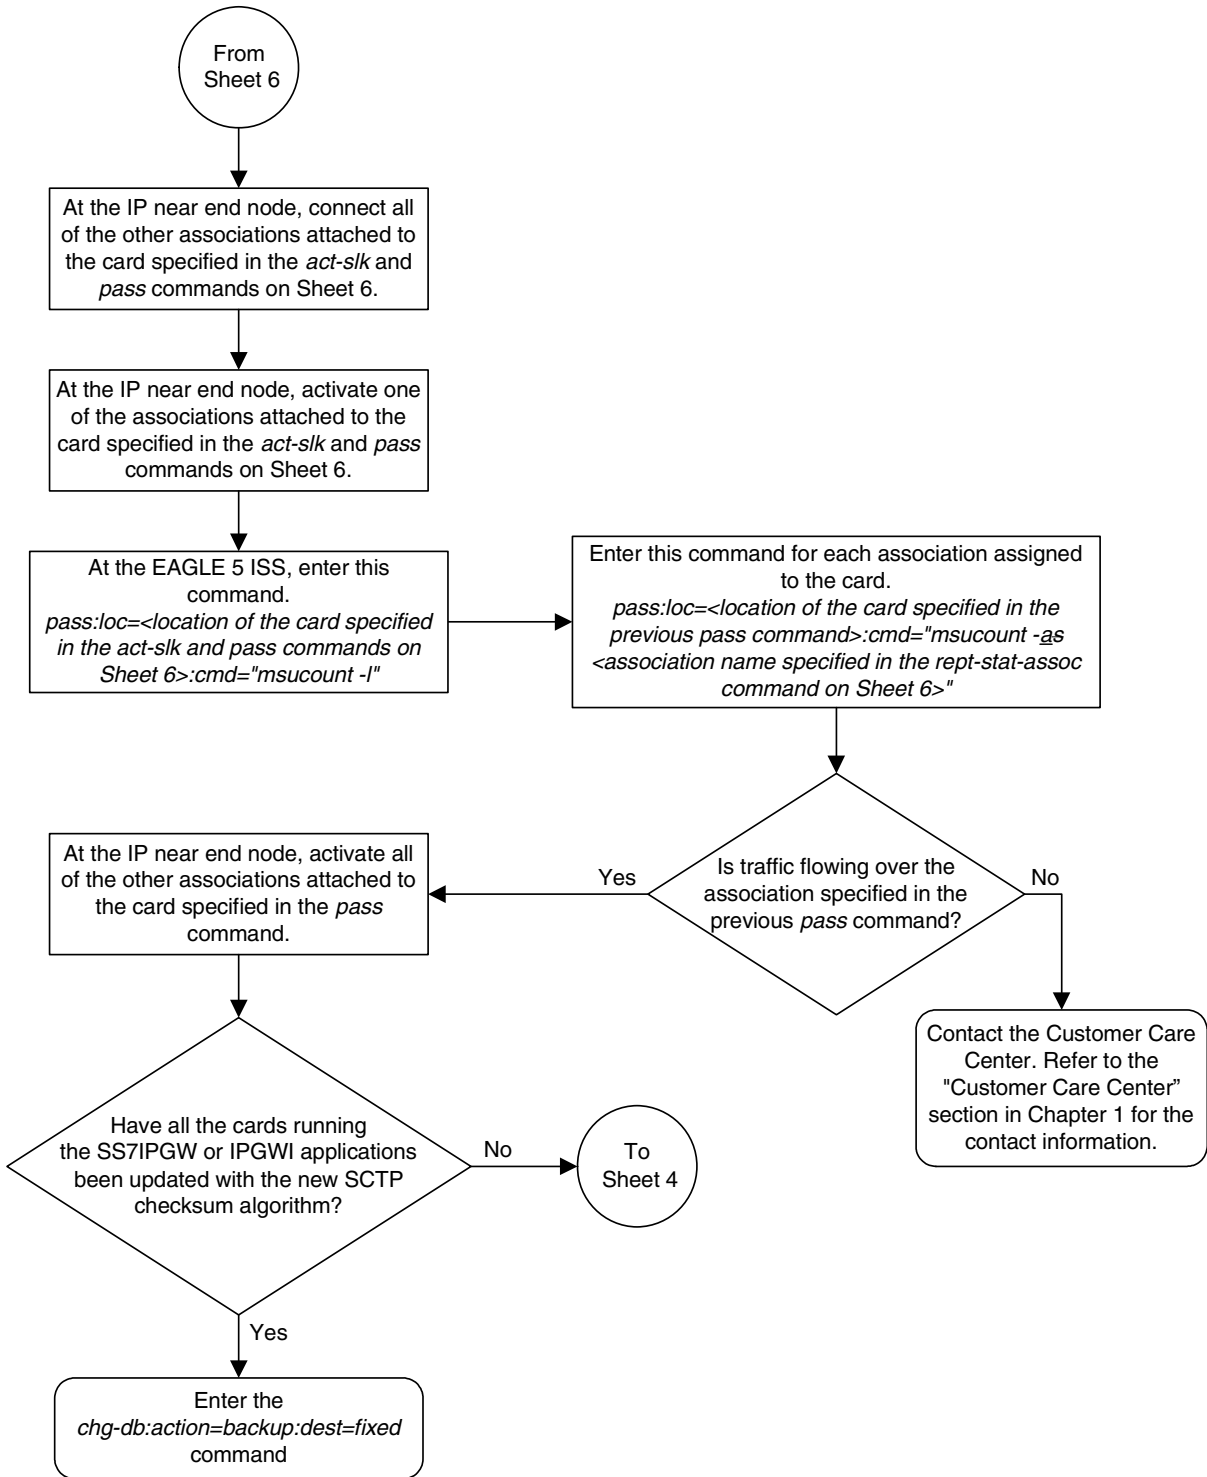 From
Sheet 6
At the IP near end node, connect all
of the other associations attached to
the card specified in the act-slk and
pass commands on Sheet 6.
At the IP near end node, activate one
of the associations attached to the
card specified in the act-slk and pass
commands on Sheet 6.
At the EAGLE 5 ISS, enter this
command.
pass:loc=<location of the card specified
in the act-slk and pass commands on
Sheet 6>:cmd="msucount -l"
Enter this command for each association assigned
to the card.
pass:loc=<location of the card specified in the
previous pass command>:cmd="msucount -as
<association name specified in the rept-stat-assoc
command on Sheet 6>"
Is traffic flowing over the
association specified in the
previous pass command?
Yes
No
At the IP near end node, activate all
of the other associations attached to
the card specified in the pass
command.
Contact the Customer Care
Center. Refer to the
"Customer Care Center”
section in Chapter 1 for the
contact information.
Have all the cards running
the SS7IPGW or IPGWI applications
been updated with the new SCTP
checksum algorithm?
No
To
Sheet 4
Yes
Enter the
chg-db:action=backup:dest=fixed
command